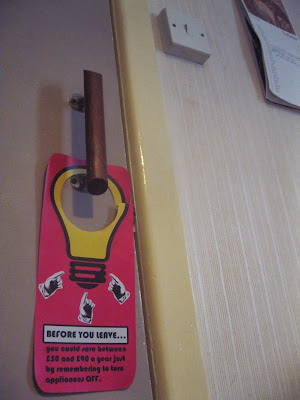 BEFORE YOU LEAVE...
you could save between
£50 and £90 a year just
by remembering to turn
appliances OFF.